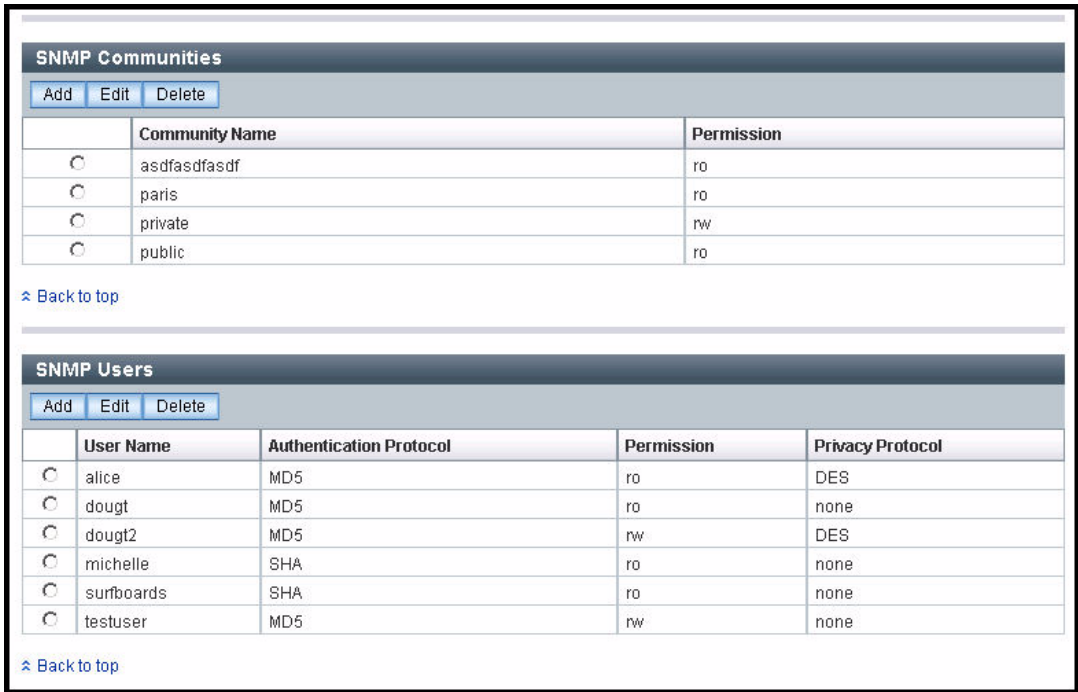 SNMP Communities
Add Edit Delete
Community Name Permission
asdfasdfasdf ro
paris ro
private rw
public ro
Back to top
SNMP Users
Add Edit Delete
User Name Authentication Protocol Permission Privacy Protocol
alice MD5 ro DES
dougt MD5 ro none
dougt2 MD5 rw DES
michelle SHA ro none
surfboards SHA ro none
testuser MD5 rw none
Back to top